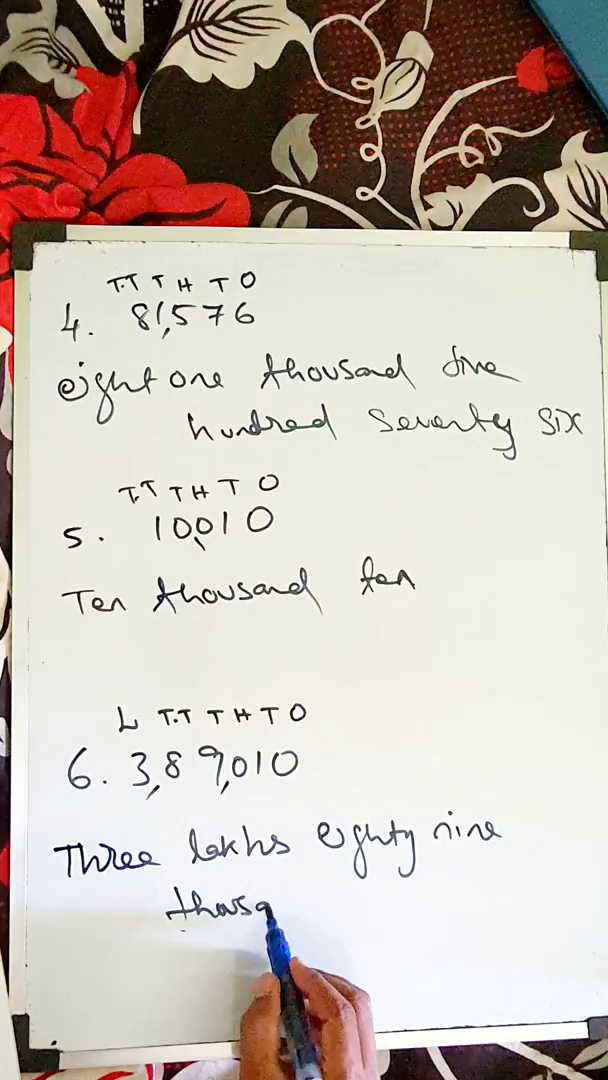 T.T T H T O
4. 81,576
eight one thousand five
hundred seventy six
T.T T H T O
5. 10,010
Ten thousand ten
L T.T T H T O
6. 3,89,010
Three lakhs eighty nine
thousa